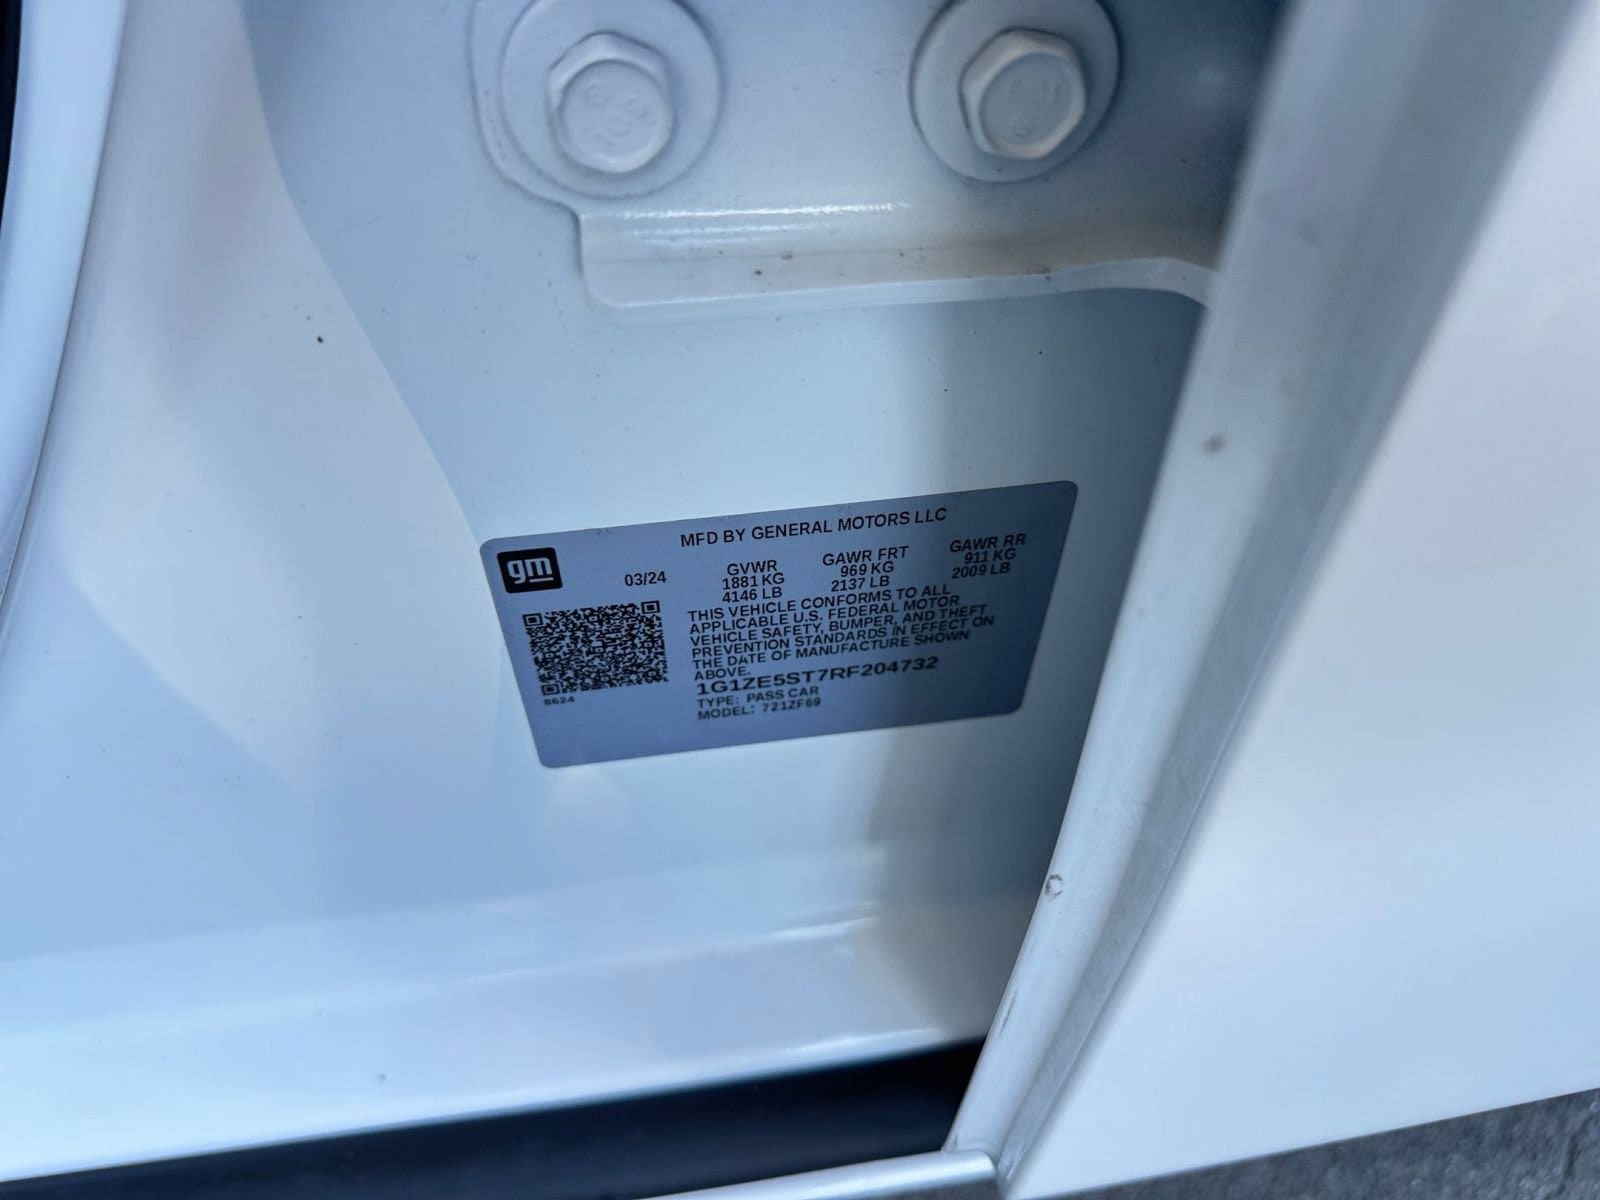 MFD BY GENERAL MOTORS LLC
gm
03/24
GVWR
1881 KG
4146 LB
GAWR FRT
969 KG
2137 LB
GAWR RR
911 KG
2009 LB
THIS VEHICLE CONFORMS TO ALL
APPLICABLE U.S. FEDERAL MOTOR
VEHICLE SAFETY, BUMPER, AND THEFT
PREVENTION STANDARDS IN EFFECT ON
THE DATE OF MANUFACTURE SHOWN
ABOVE.
1G1ZE5ST7RF204732
TYPE: PASS CAR
MODEL: 721ZF69
8624